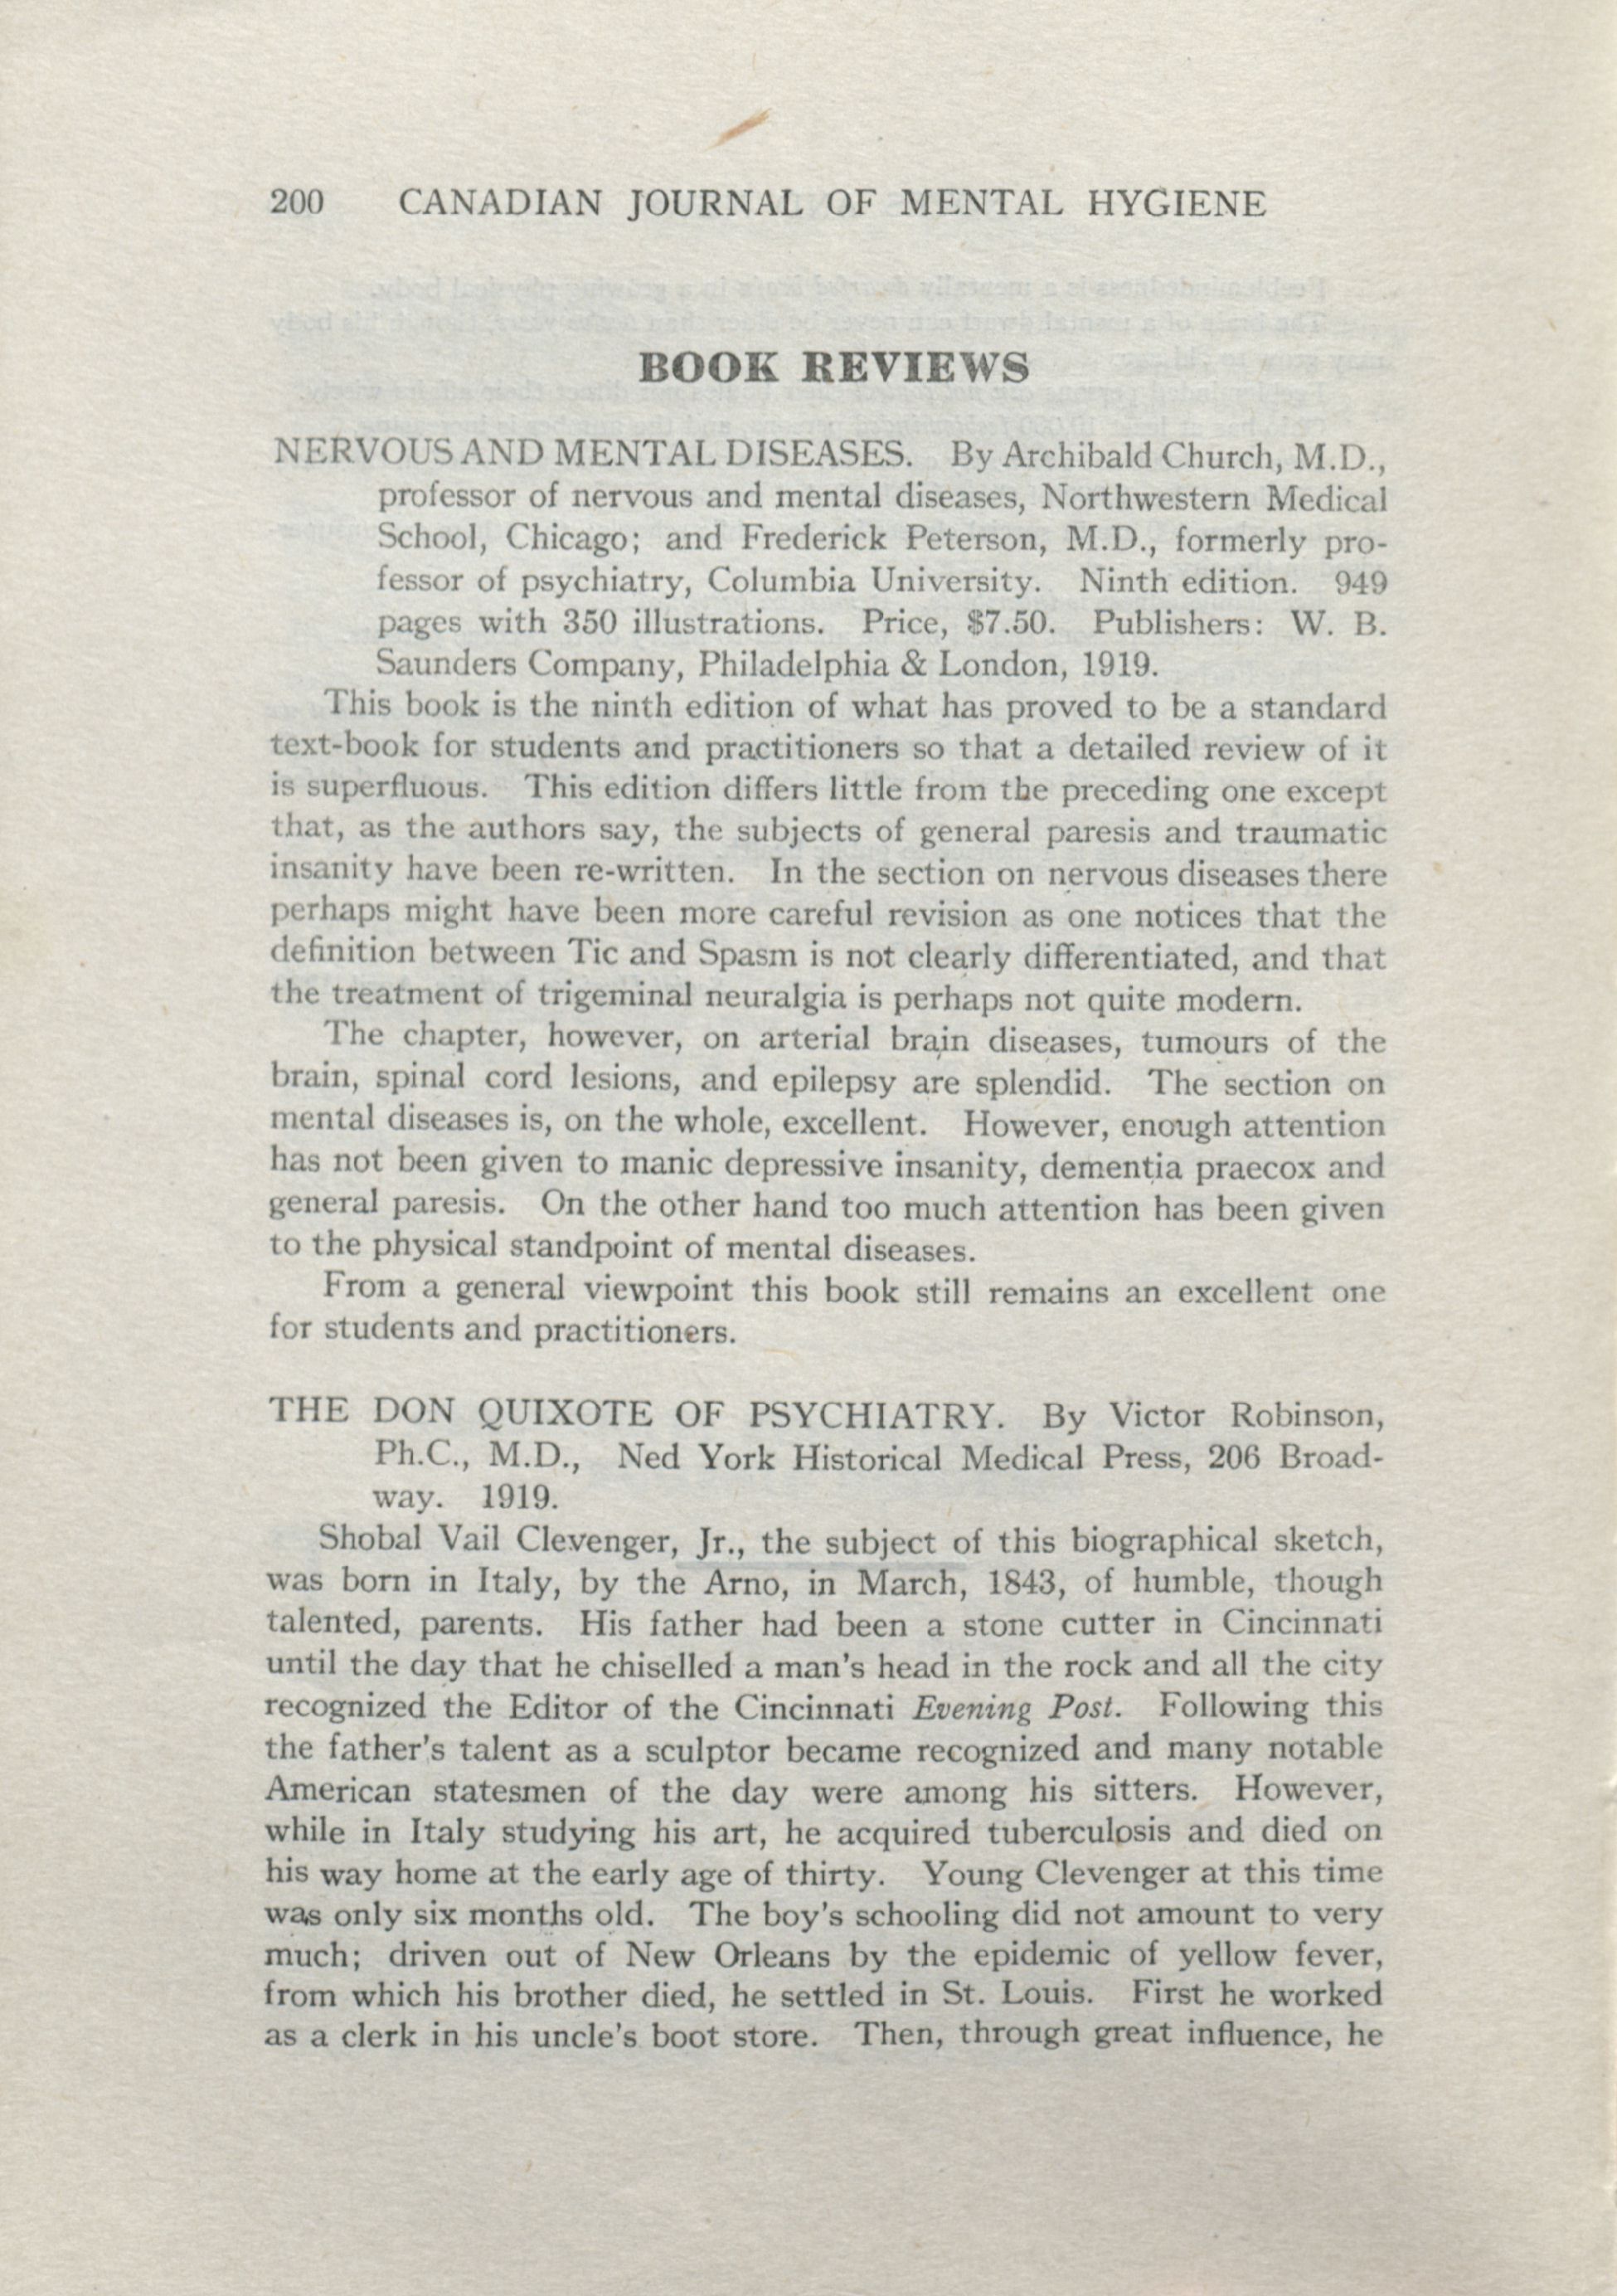 200 CANADIAN JOURNAL OF MENTAL HYGIENE
BOOK REVIEWS
NERVOUS AND MENTAL DISEASES. By Archibald Church, M.D.,
professor of nervous and mental diseases, Northwestern Medical
School, Chicago; and Frederick Peterson, M.D., formerly pro-
fessor of psychiatry, Columbia University. Ninth edition. 949
pages with 350 illustrations. Price, $7.50. Publishers: W. B.
Saunders Company, Philadelphia & London, 1919.
This book is the ninth edition of what has proved to be a standard
text-book for students and practitioners so that a detailed review of it
is superfluous. This edition differs little from the preceding one except
that, as the authors say, the subjects of general paresis and traumatic
insanity have been re-written. In the section on nervous diseases there
perhaps might have been more careful revision as one notices that the
definition between Tic and Spasm is not clearly differentiated, and that
the treatment of trigeminal neuralgia is perhaps not quite modern.
The chapter, however, on arterial brain diseases, tumours of the
brain, spinal cord lesions, and epilepsy are splendid. The section on
mental diseases is, on the whole, excellent. However, enough attention
has not been given to manic depressive insanity, dementia praecox and
general paresis. On the other hand too much attention has been given
to the physical standpoint of mental diseases.
From a general viewpoint this book still remains an excellent one
for students and practitioners.
THE DON QUIXOTE OF PSYCHIATRY. By Victor Robinson,
Ph.C., M.D., Ned York Historical Medical Press, 206 Broad-
way. 1919.
Shobal Vail Clevenger, Jr., the subject of this biographical sketch,
was born in Italy, by the Arno, in March, 1843, of humble, though
talented, parents. His father had been a stone cutter in Cincinnati
until the day that he chiselled a man's head in the rock and all the city
recognized the Editor of the Cincinnati Evening Post. Following this
the father's talent as a sculptor became recognized and many notable
American statesmen of the day were among his sitters. However,
while in Italy studying his art, he acquired tuberculosis and died on
his way home at the early age of thirty. Young Clevenger at this time
was only six months old. The boy's schooling did not amount to very
much; driven out of New Orleans by the epidemic of yellow fever,
from which his brother died, he settled in St. Louis. First he worked
as a clerk in his uncle's boot store. Then, through great influence, he